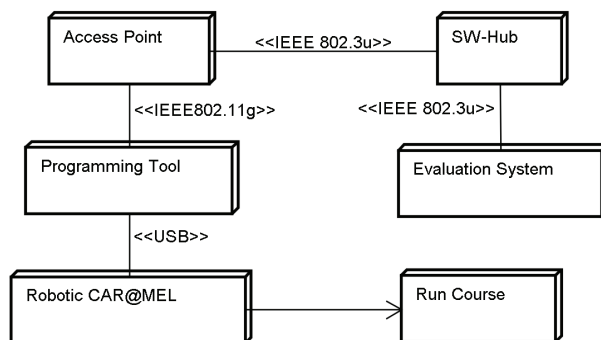 Access Point
<<IEEE 802.3u>>
SW-Hub
<<IEEE802.11g>>
<<IEEE 802.3u>>
Programming Tool
Evaluation System
<<USB>>
Robotic CAR@MEL
Run Course